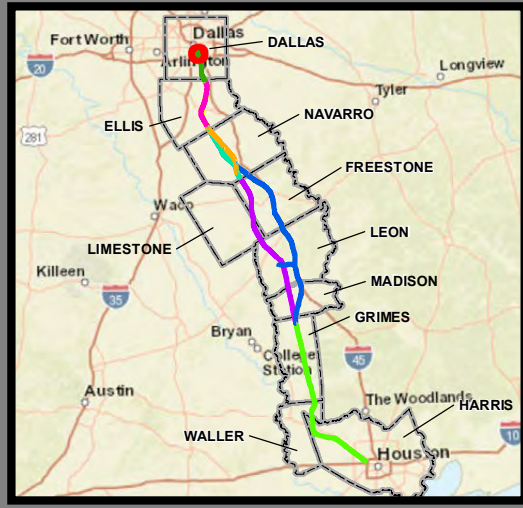 Fort Worth
Dallas
DALLAS
Arlington
20
Longview
Tyler
ELLIS
NAVARRO
281
FREESTONE
Waco
LIMESTONE
LEON
Killeen
MADISON
35
GRIMES
Bryan
College
Station
45
Austin
The Woodlands
HARRIS
WALLER
10
Houston